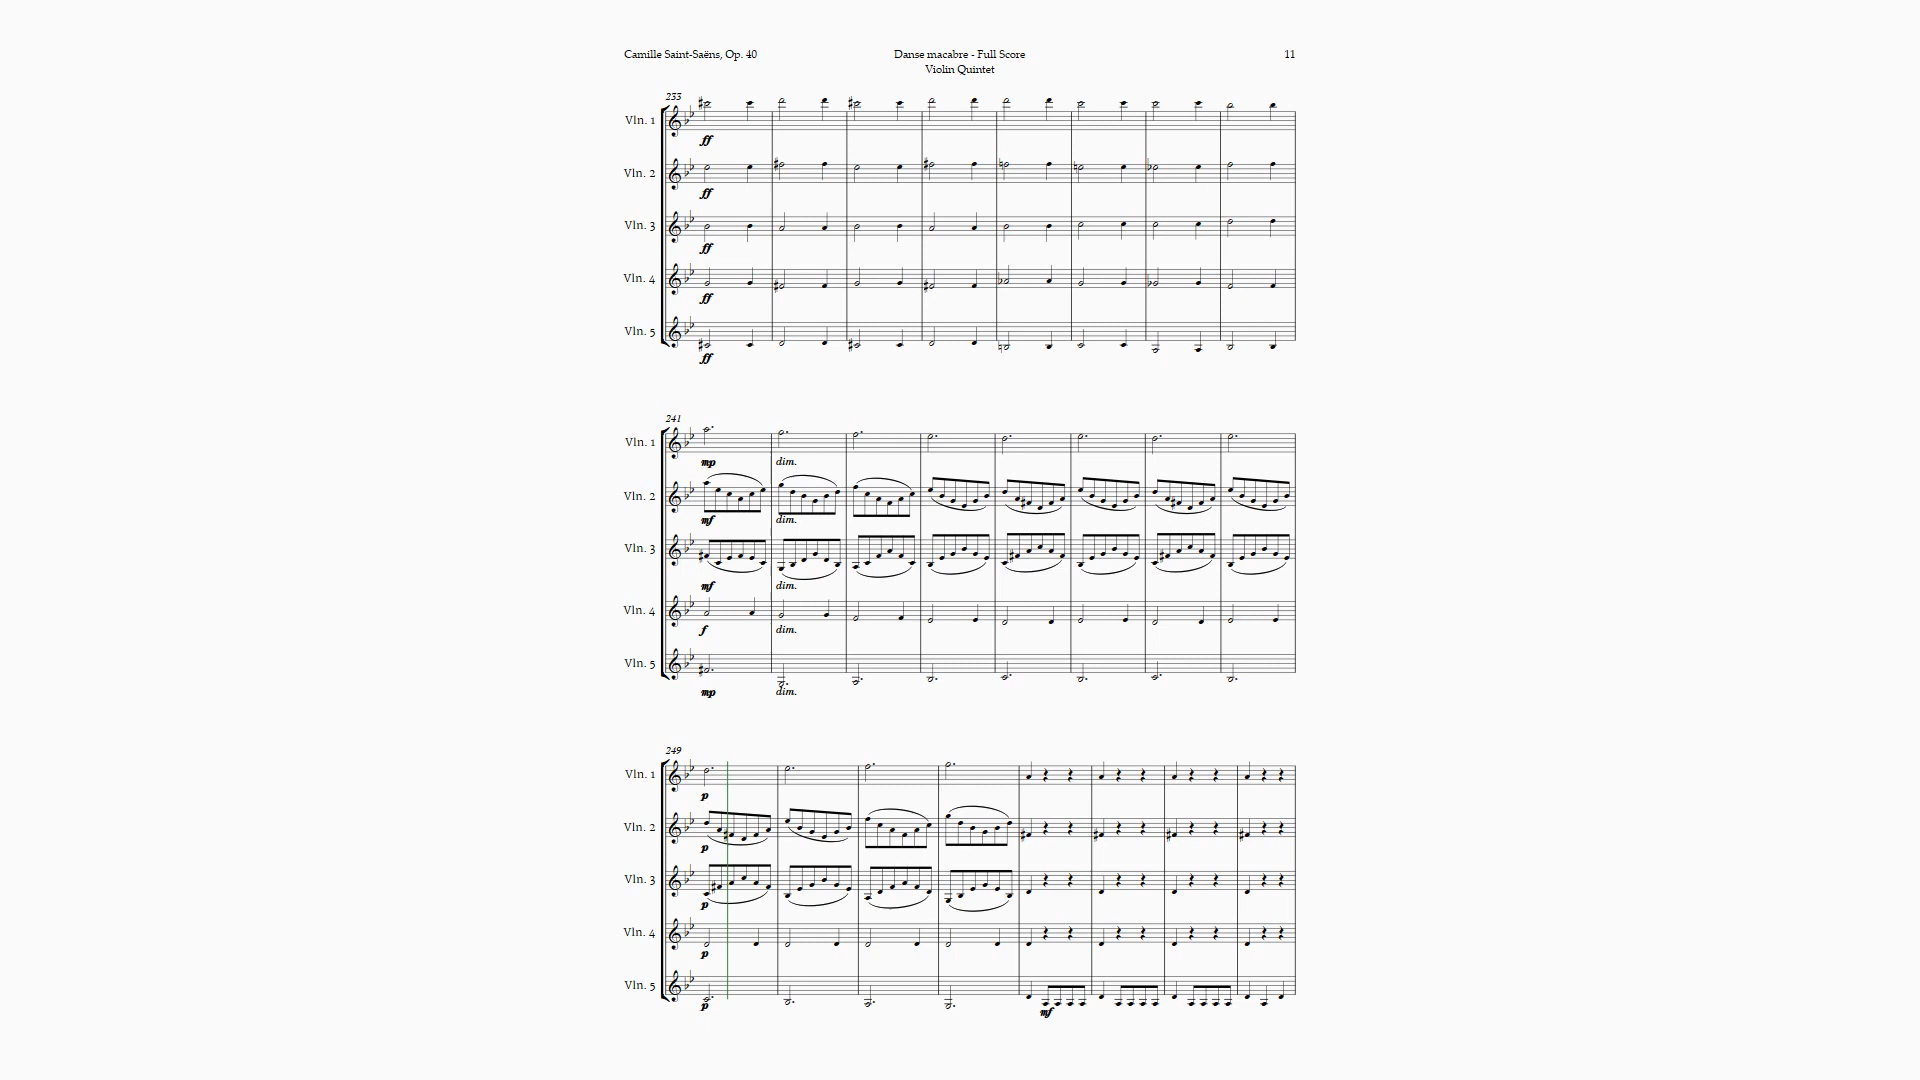 Camille Saint-Saëns, Op. 40 Danse macabre - Full Score 11
Violin Quintet
233
Vln. 1
ff
Vln. 2
ff
Vln. 3
ff
Vln. 4
ff
Vln. 5
ff
241
Vln. 1
mp dim.
Vln. 2
mf dim.
Vln. 3
mf dim.
Vln. 4
f dim.
Vln. 5
mp dim.
249
Vln. 1
p
Vln. 2
p
Vln. 3
p
Vln. 4
p
Vln. 5
p mf